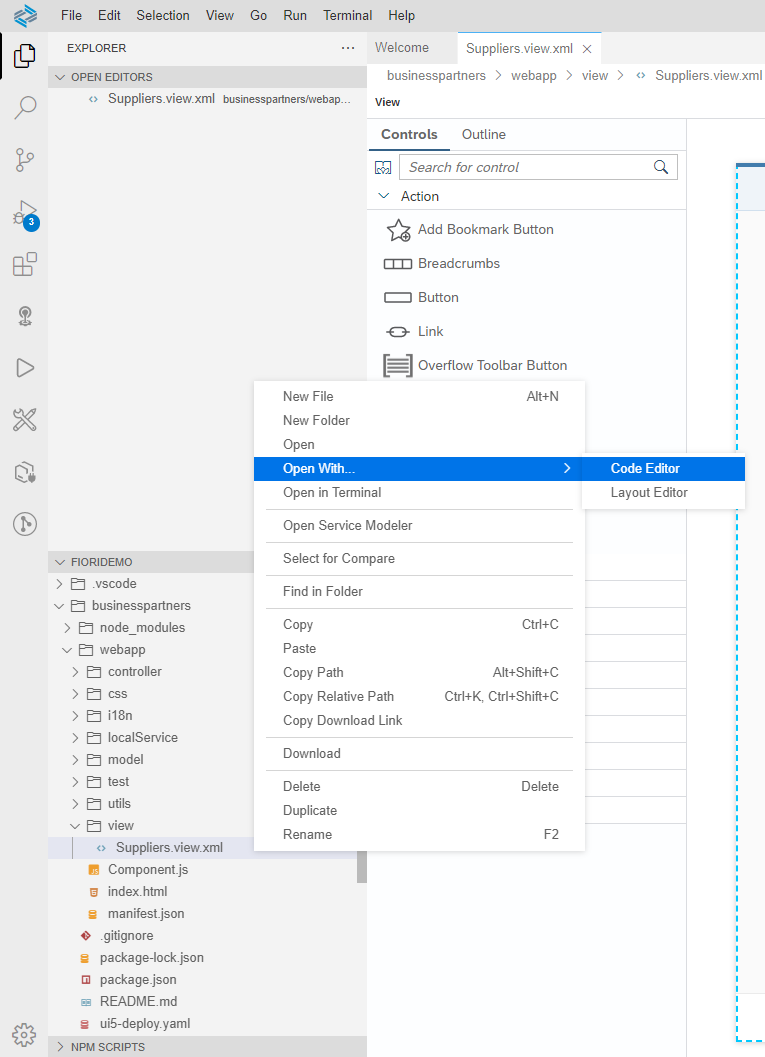 File Edit Selection View Go Run Terminal Help
EXPLORER ...
Welcome Suppliers.view.xml
OPEN EDITORS
Suppliers.view.xml businesspartners/webap...
businesspartners > webapp > view > Suppliers.view.xml
View
Controls Outline
Search for control
Action
Add Bookmark Button
Breadcrumbs
Button
Link
Overflow Toolbar Button
3
New File Alt+N
New Folder
Open
Open With...
Code Editor
Layout Editor
Open in Terminal
Open Service Modeler
Select for Compare
Find in Folder
Copy Ctrl+C
Paste
Copy Path Alt+Shift+C
Copy Relative Path Ctrl+K, Ctrl+Shift+C
Copy Download Link
Download
Delete Delete
Duplicate
Rename F2
FIORIDEMO
.vscode
businesspartners
node_modules
webapp
controller
css
i18n
localService
model
test
utils
view
Suppliers.view.xml
Component.js
index.html
manifest.json
.gitignore
package-lock.json
package.json
README.md
ui5-deploy.yaml
NPM SCRIPTS